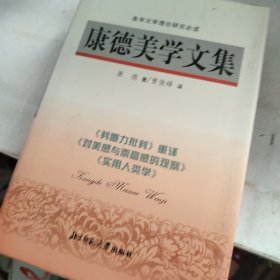 美学文学理论研究必读
康德美学文集
康德 著/曹俊峰 译
《判断力批判》重译
《对美感与崇高感的观察》
《实用人类学》
Kangde Meixue Wenji
北京师范大学出版社